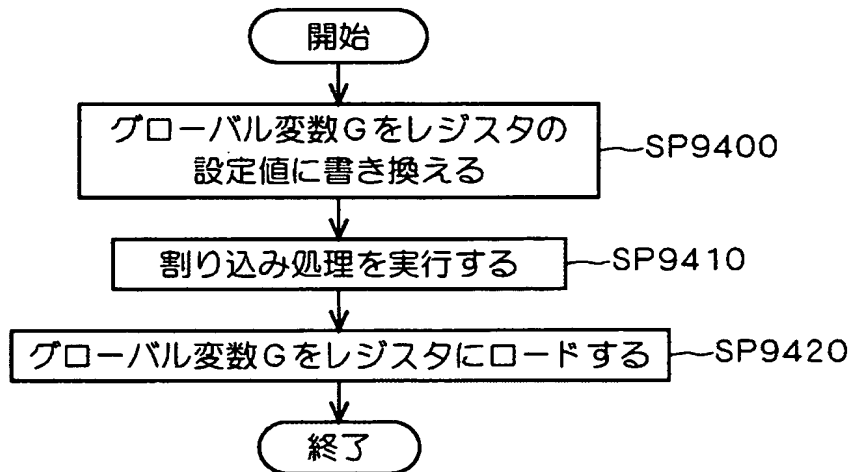 開始
グローバル変数Gをレジスタの
設定値に書き換える
SP9400
割り込み処理を実行する
SP9410
グローバル変数Gをレジスタにロードする
SP9420
終了